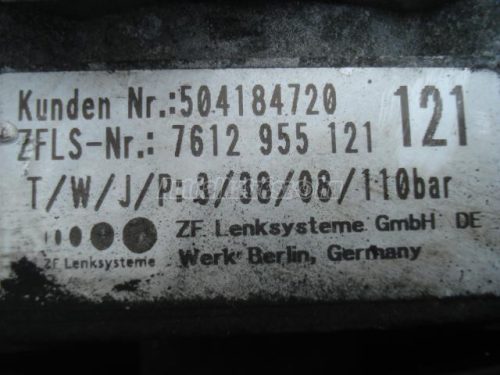 Kunden Nr.:504184720
ZFLS-Nr.: 7612 955 121
121
T/W/J/P:3/38/08/110bar
ZF Lenksysteme GmbH DE
ZF Lenksysteme
Werk Berlin, Germany